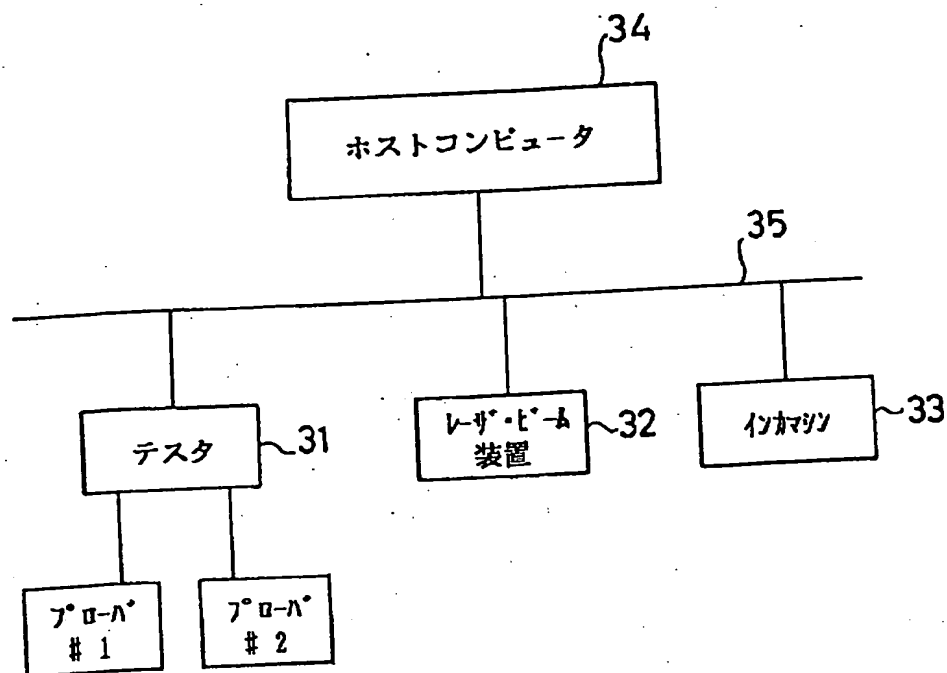 34
ホストコンピュータ
35
テスタ
31
レーザ・ビーム
装置
32
インカマシン
33
プローバ
# 1
プローバ
# 2